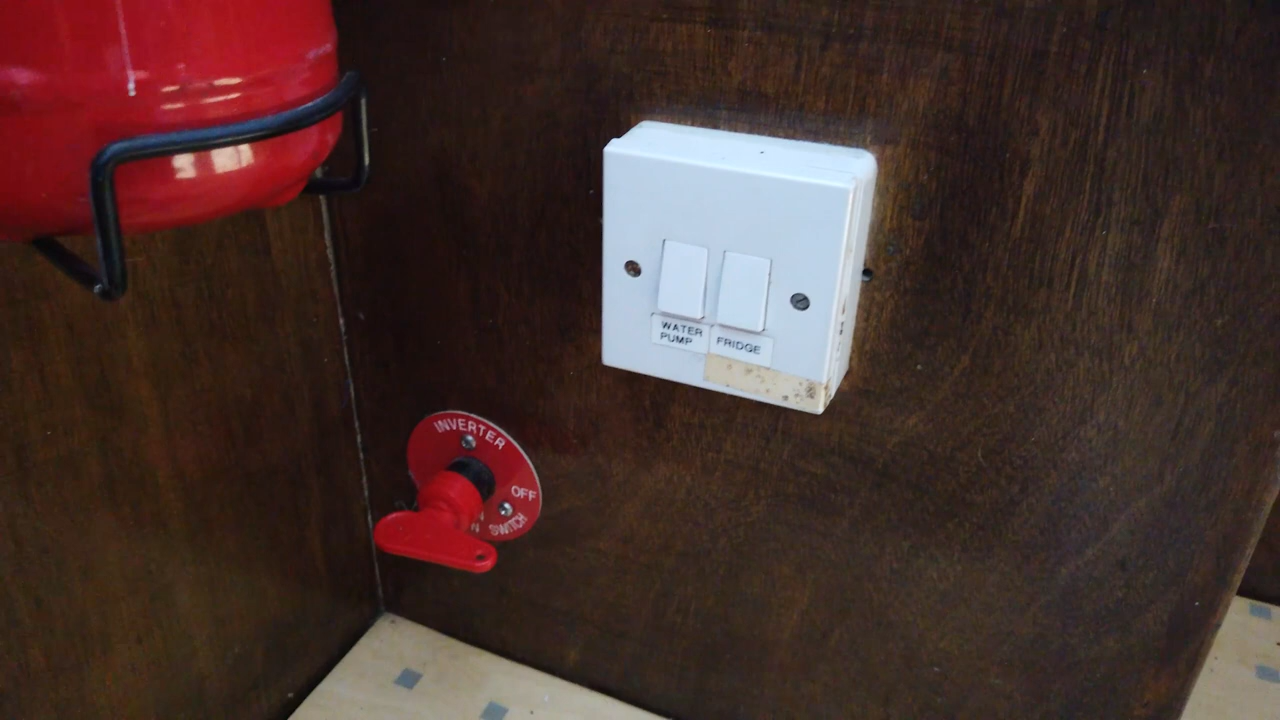 WATER
PUMP
FRIDGE
INVERTER
OFF
SWITCH